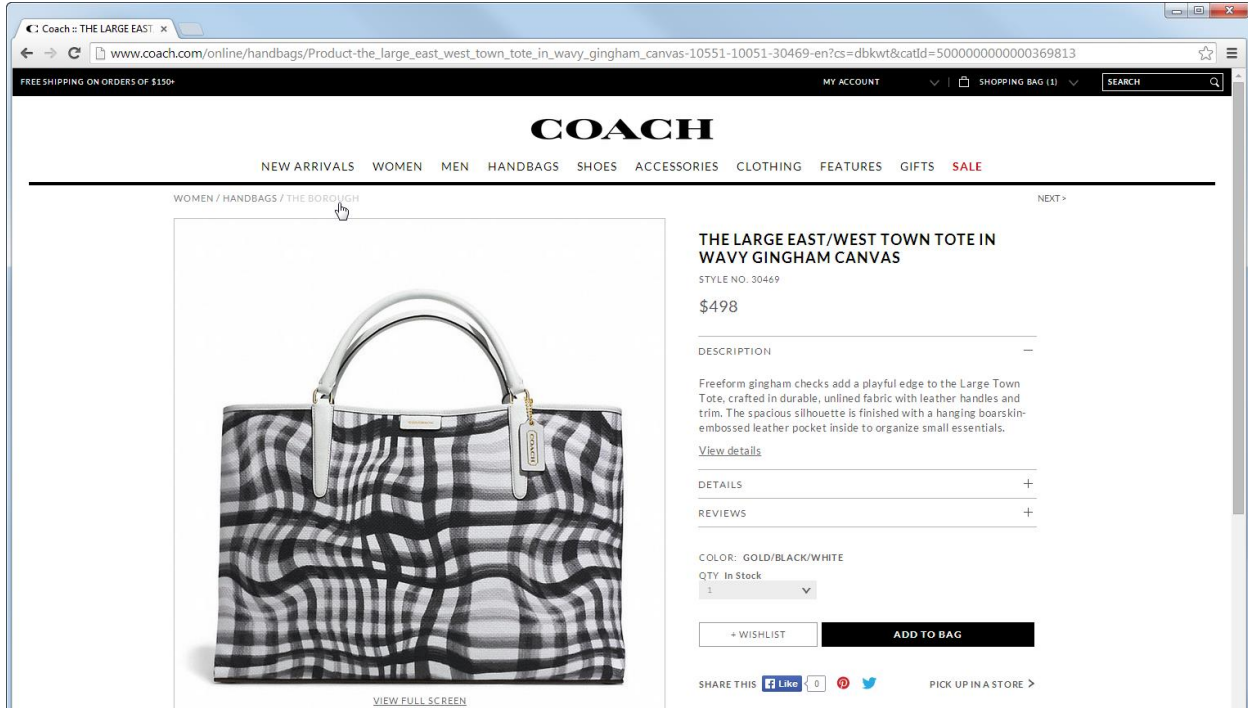 Coach :: THE LARGE EAST
www.coach.com/online/handbags/Product-the_large_east_west_town_tote_in_wavy_gingham_canvas-10551-10051-30469-en?cs=dbkwt&catId=5000000000000369813
FREE SHIPPING ON ORDERS OF $150+ MY ACCOUNT SHOPPING BAG (1) SEARCH
COACH
NEW ARRIVALS WOMEN MEN HANDBAGS SHOES ACCESSORIES CLOTHING FEATURES GIFTS SALE
WOMEN / HANDBAGS / THE BOROUGH NEXT >
THE LARGE EAST/WEST TOWN TOTE IN
WAVY GINGHAM CANVAS
STYLE NO. 30469
$498
DESCRIPTION
Freeform gingham checks add a playful edge to the Large Town
Tote, crafted in durable, unlined fabric with leather handles and
trim. The spacious silhouette is finished with a hanging boarskin-
embossed leather pocket inside to organize small essentials.
View details
DETAILS
REVIEWS
COLOR: GOLD/BLACK/WHITE
QTY In Stock
1
+ WISHLIST ADD TO BAG
SHARE THIS Like 0 PICK UP IN A STORE >
COACH
VIEW FULL SCREEN